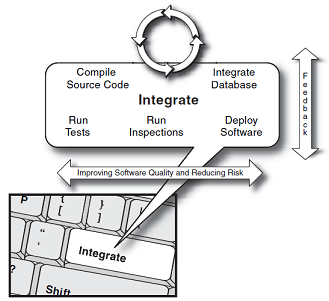 Compile
Source Code
Integrate
Database
Integrate
Run
Tests
Run
Inspections
Deploy
Software
Feedback
Improving Software Quality and Reducing Risk
P
{
[
}
]
"
'
Integrate
?
Shift